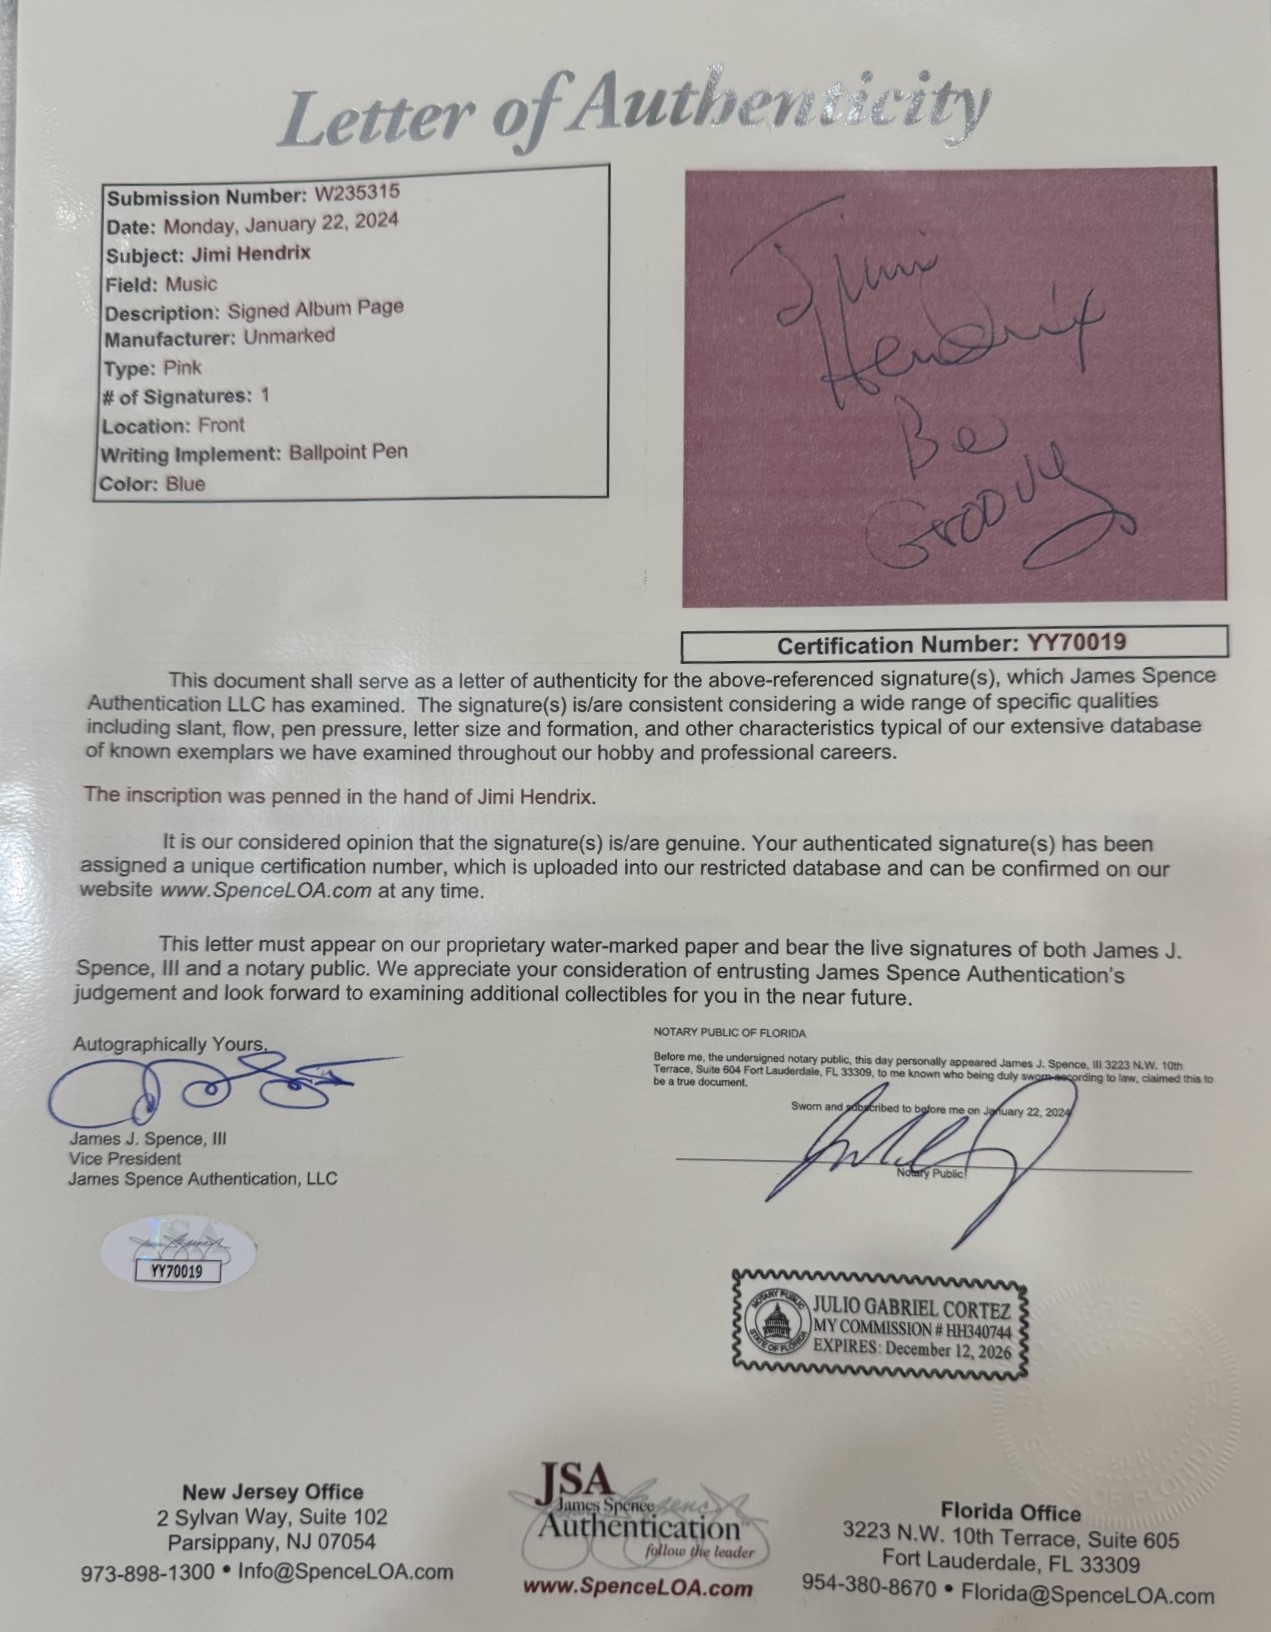 Letter of Authenticity
Submission Number: W235315
Date: Monday, January 22, 2024
Subject: Jimi Hendrix
Field: Music
Description: Signed Album Page
Manufacturer: Unmarked
Type: Pink
# of Signatures: 1
Location: Front
Writing Implement: Ballpoint Pen
Color: Blue
Jimi
Hendrix
Be
Groovy
Certification Number: YY70019
This document shall serve as a letter of authenticity for the above-referenced signature(s), which James Spence
Authentication LLC has examined. The signature(s) is/are consistent considering a wide range of specific qualities
including slant, flow, pen pressure, letter size and formation, and other characteristics typical of our extensive database
of known exemplars we have examined throughout our hobby and professional careers.
The inscription was penned in the hand of Jimi Hendrix.
It is our considered opinion that the signature(s) is/are genuine. Your authenticated signature(s) has been
assigned a unique certification number, which is uploaded into our restricted database and can be confirmed on our
website www.SpenceLOA.com at any time.
This letter must appear on our proprietary water-marked paper and bear the live signatures of both James J.
Spence, III and a notary public. We appreciate your consideration of entrusting James Spence Authentication's
judgement and look forward to examining additional collectibles for you in the near future.
Autographically Yours,
James J. Spence, III
Vice President
James Spence Authentication, LLC
JSA
YY70019
NOTARY PUBLIC OF FLORIDA
Before me, the undersigned notary public, this day personally appeared James J. Spence, III 3223 N.W. 10th
Terrace, Suite 604 Fort Lauderdale, FL 33309, to me known who being duly sworn according to law, claimed this to
be a true document.
Sworn and subscribed to before me on January 22, 2024
Notary Public
NOTARY PUBLIC
STATE OF FLORIDA
JULIO GABRIEL CORTEZ
MY COMMISSION # HH340744
EXPIRES: December 12, 2026
OF FLORIDA
New Jersey Office
2 Sylvan Way, Suite 102
Parsippany, NJ 07054
973-898-1300 • Info@SpenceLOA.com
JSA
James Spence
Authentication™
follow the leader
www.SpenceLOA.com
Florida Office
3223 N.W. 10th Terrace, Suite 605
Fort Lauderdale, FL 33309
954-380-8670 • Florida@SpenceLOA.com